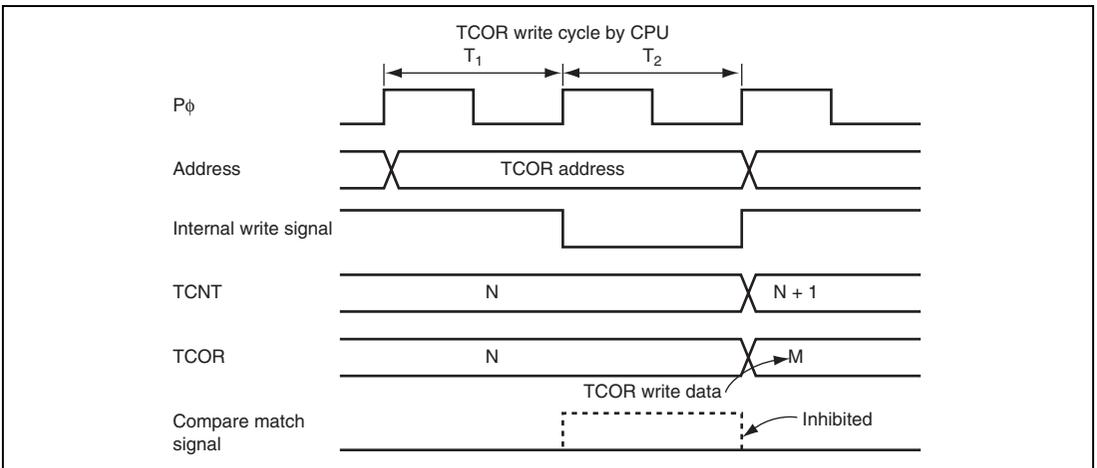 TCOR write cycle by CPU
T1 T2
Pφ
Address TCOR address
Internal write signal
TCNT N N + 1
TCOR N M
TCOR write data
Compare match Inhibited
signal